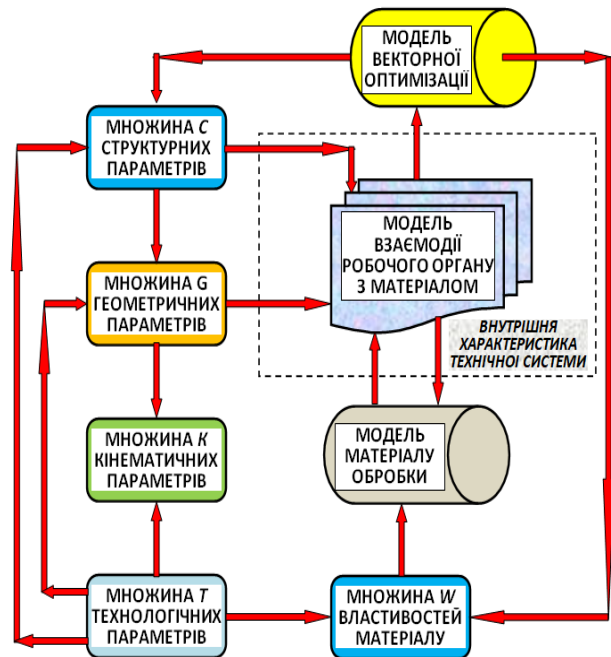 МОДЕЛЬ
ВЕКТОРНОЇ
ОПТИМІЗАЦІЇ
МНОЖИНА C
СТРУКТУРНИХ
ПАРАМЕТРІВ
МОДЕЛЬ
ВЗАЄМОДІЇ
РОБОЧОГО ОРГАНУ
З МАТЕРІАЛОМ
МНОЖИНА G
ГЕОМЕТРИЧНИХ
ПАРАМЕТРІВ
ВНУТРІШНЯ
ХАРАКТЕРИСТИКА
ТЕХНІЧНОЇ СИСТЕМИ
МНОЖИНА К
КІНЕМАТИЧНИХ
ПАРАМЕТРІВ
МОДЕЛЬ
МАТЕРІАЛУ
ОБРОБКИ
МНОЖИНА Т
ТЕХНОЛОГІЧНИХ
ПАРАМЕТРІВ
МНОЖИНА W
ВЛАСТИВОСТЕЙ
МАТЕРІАЛУ